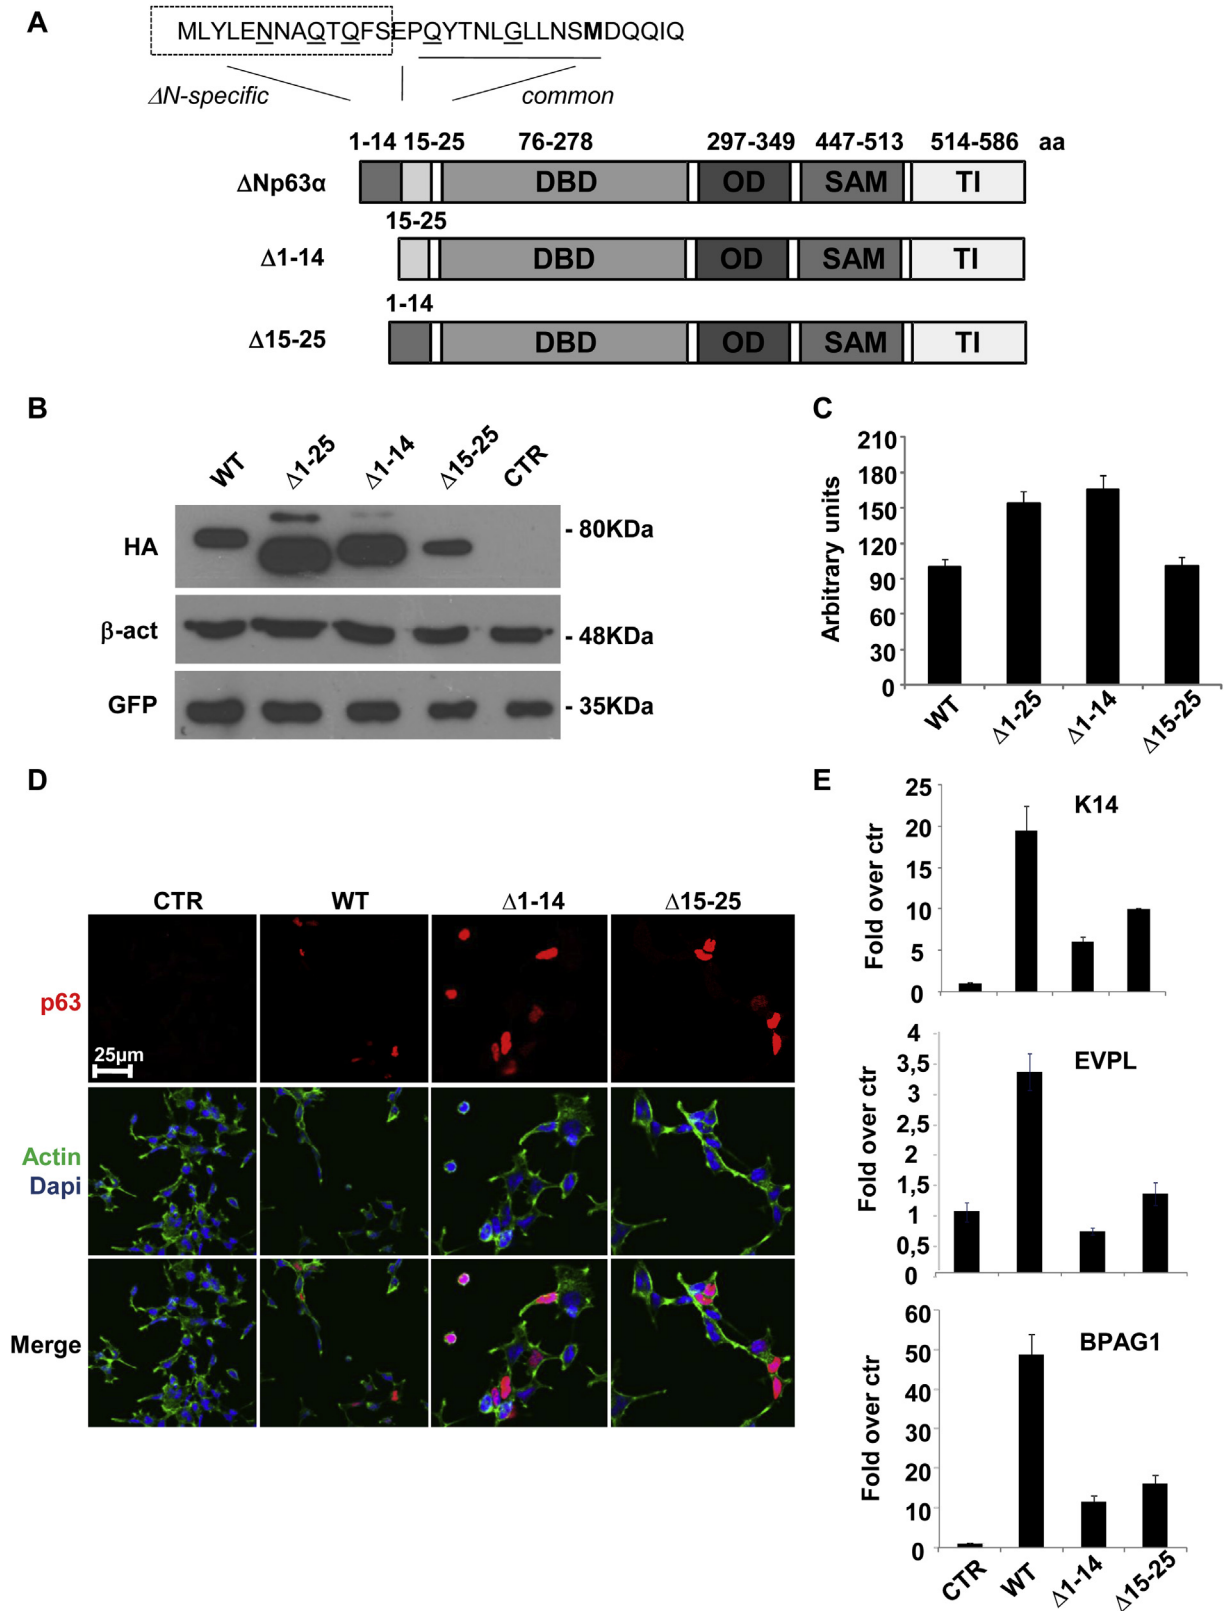 A
MLYLENNAQTQFSEPQYTNLGLLNSMDQQIQ
ΔN-specific common
1-14 15-25 76-278 297-349 447-513 514-586 aa
ΔNp63α DBD OD SAM TI
15-25
Δ1-14 DBD OD SAM TI
1-14
Δ15-25 DBD OD SAM TI
B
WT Δ1-25 Δ1-14 Δ15-25 CTR
HA - 80KDa
β-act - 48KDa
GFP - 35KDa
C
Arbitrary units
210
180
150
120
90
60
30
0
WT Δ1-25 Δ1-14 Δ15-25
D
CTR WT Δ1-14 Δ15-25
p63
25μm
Actin
Dapi
Merge
E
K14
Fold over ctr
25
20
15
10
5
0
EVPL
Fold over ctr
4
3,5
3
2,5
2
1,5
1
0,5
0
BPAG1
Fold over ctr
60
50
40
30
20
10
0
CTR WT Δ1-14 Δ15-25